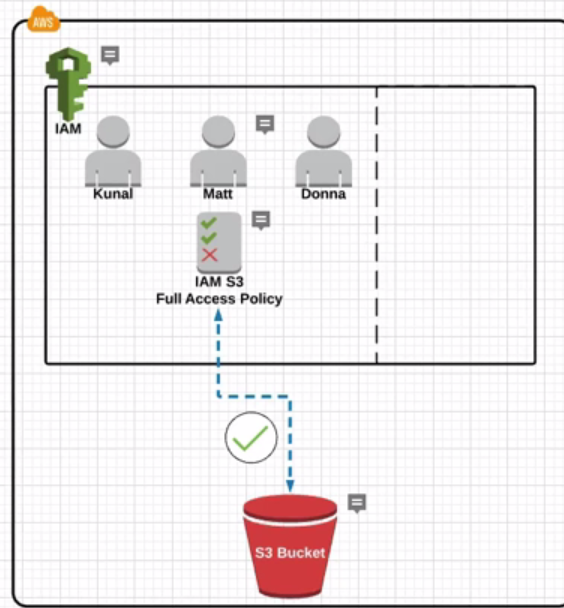 AWS
IAM
Kunal
Matt
Donna
IAM S3
Full Access Policy
S3 Bucket